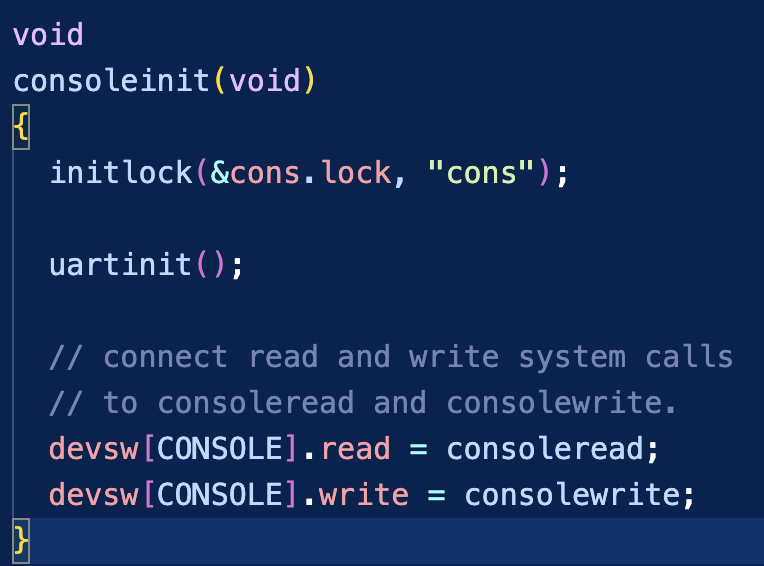 void
consoleinit(void)
{
  initlock(&cons.lock, "cons");

  uartinit();

  // connect read and write system calls
  // to consoleread and consolewrite.
  devsw[CONSOLE].read = consoleread;
  devsw[CONSOLE].write = consolewrite;
}